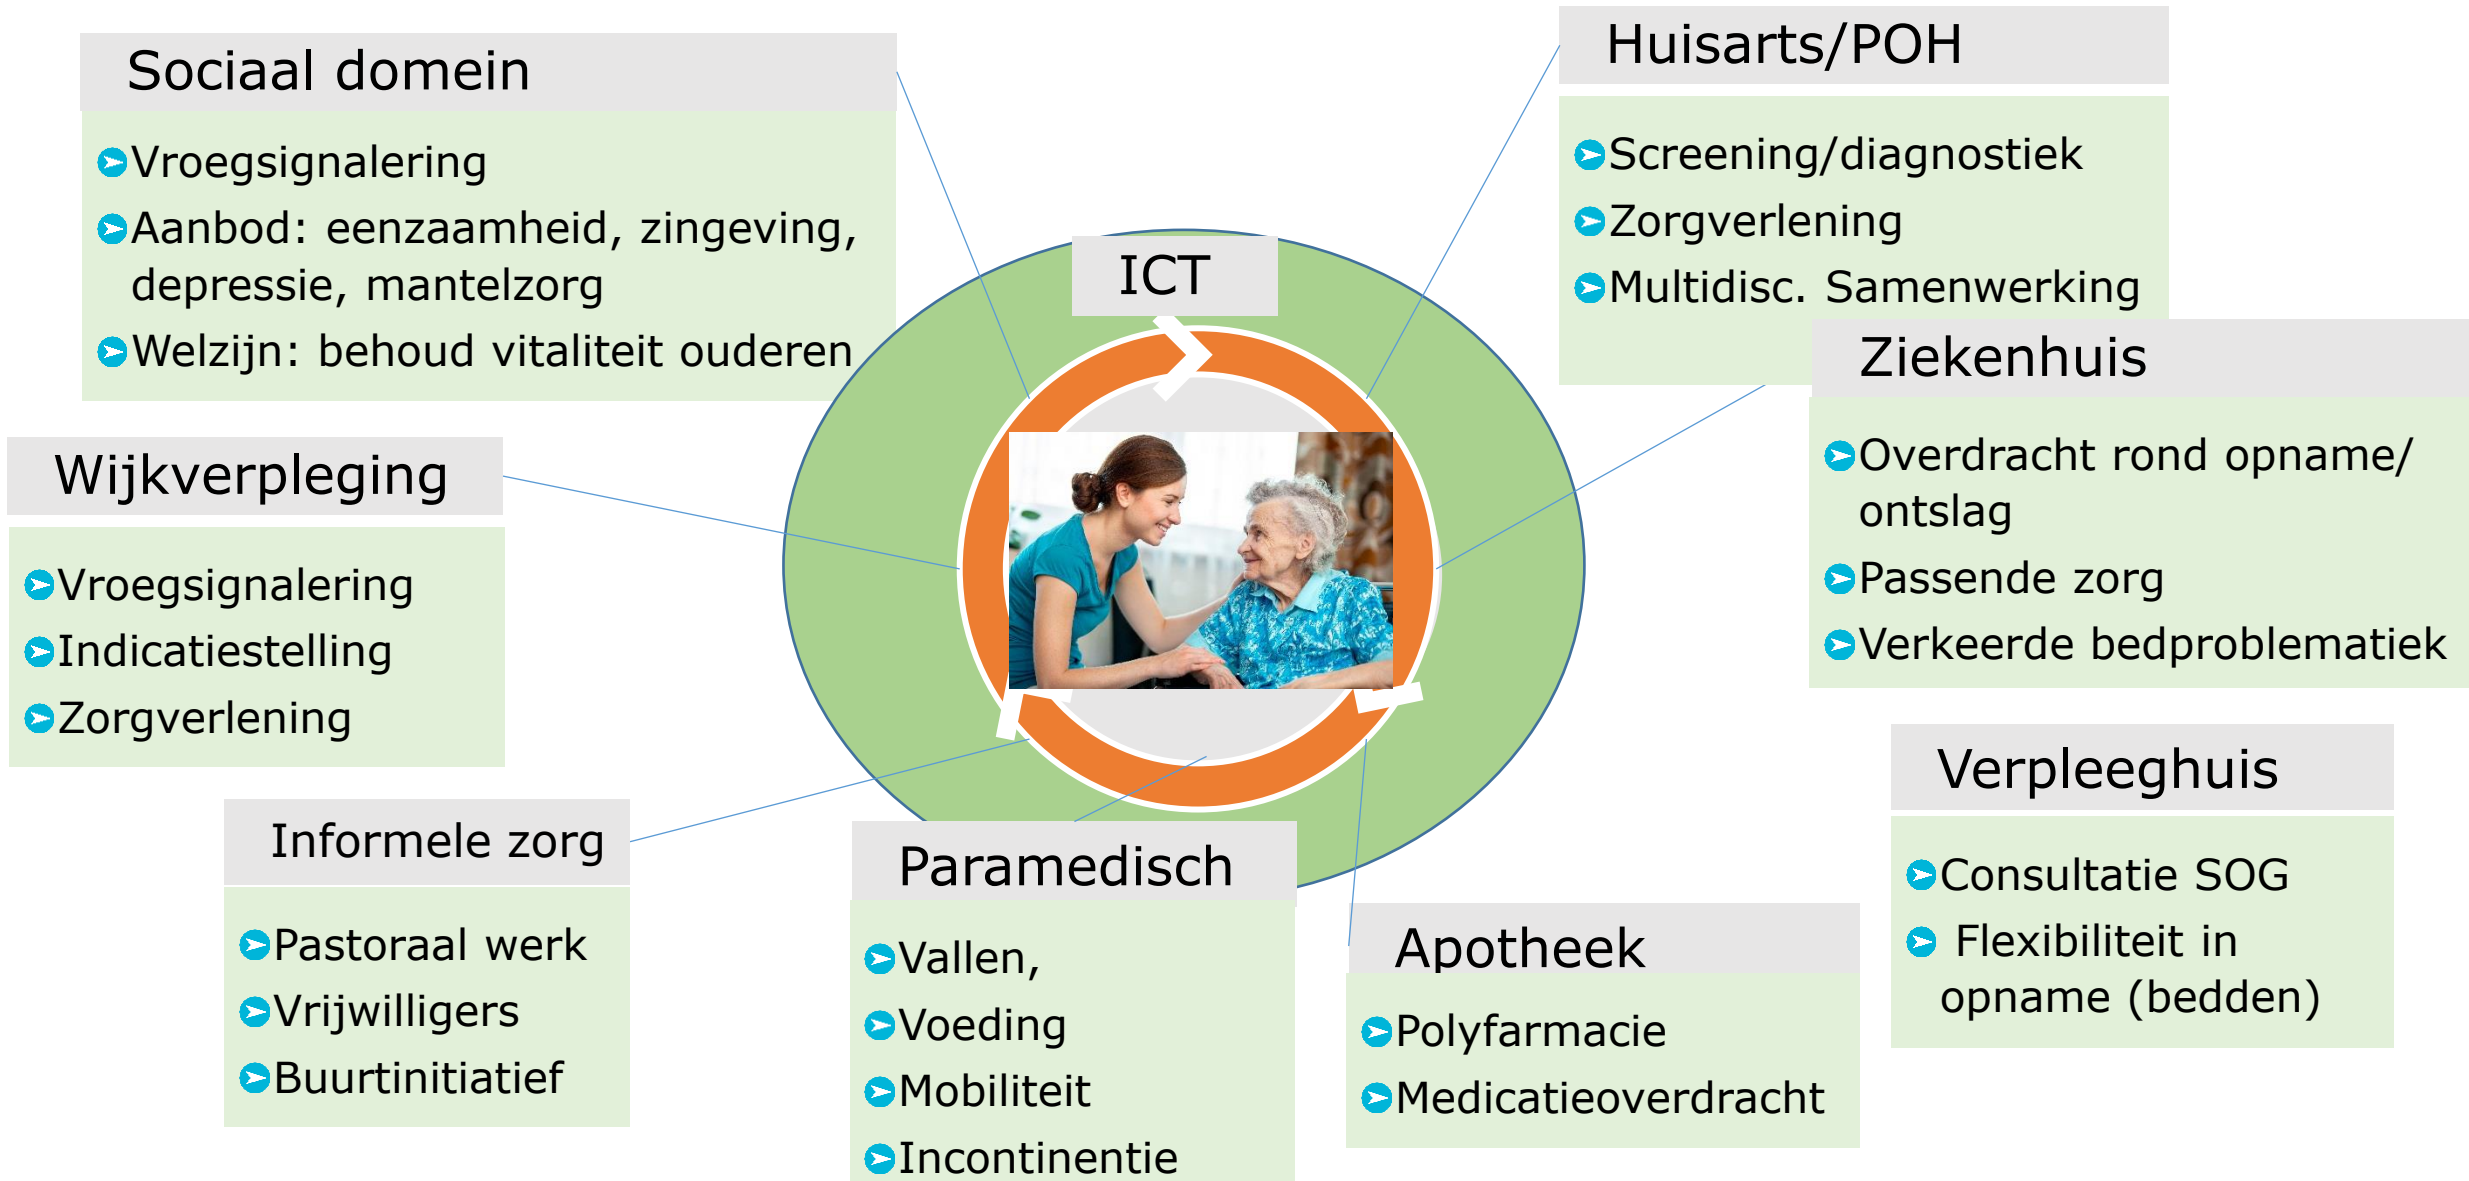 Sociaal domein
Vroegsignalering
Aanbod: eenzaamheid, zingeving,
depressie, mantelzorg
Welzijn: behoud vitaliteit ouderen
Huisarts/POH
Screening/diagnostiek
Zorgverlening
Multidisc. Samenwerking
ICT
Ziekenhuis
Overdracht rond opname/
ontslag
Passende zorg
Verkeerde bedproblematiek
Wijkverpleging
Vroegsignalering
Indicatiestelling
Zorgverlening
Verpleeghuis
Consultatie SOG
Flexibiliteit in
opname (bedden)
Informele zorg
Pastoraal werk
Vrijwilligers
Buurtinitiatief
Paramedisch
Vallen,
Voeding
Mobiliteit
Incontinentie
Apotheek
Polyfarmacie
Medicatieoverdracht